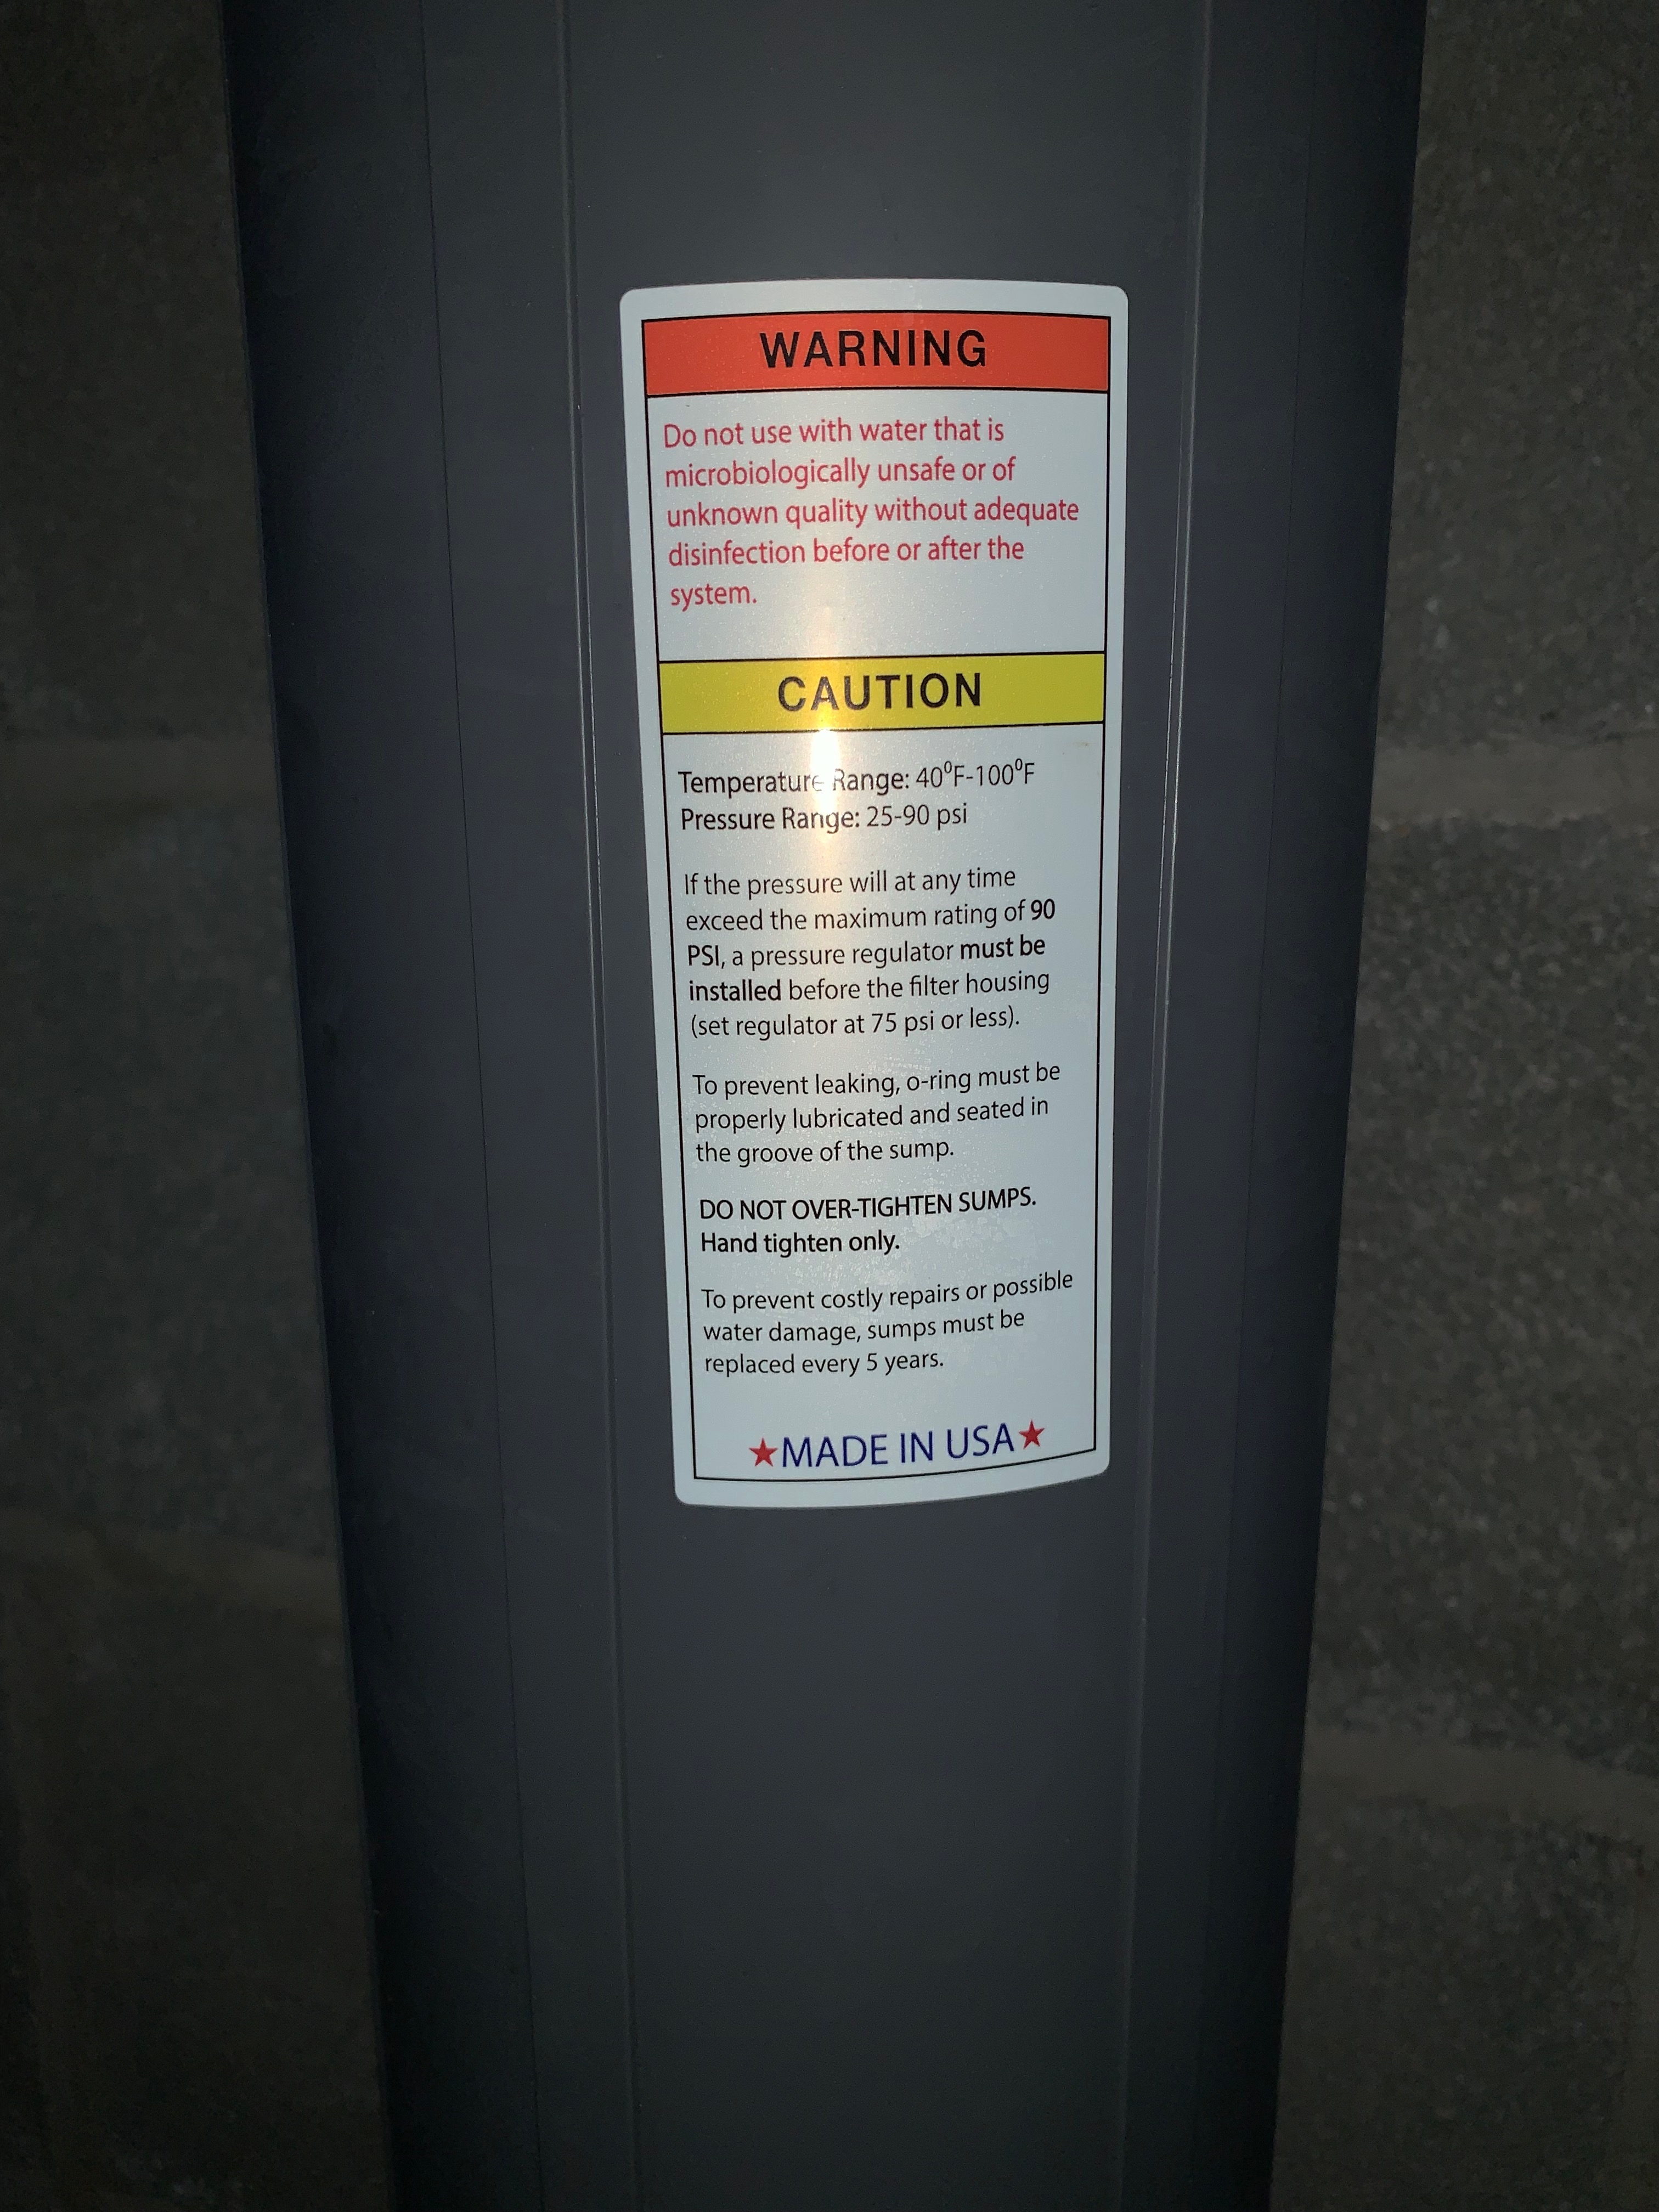 WARNING
Do not use with water that is
microbiologically unsafe or of
unknown quality without adequate
disinfection before or after the
system.
CAUTION
Temperature Range: 40⁰F-100⁰F
Pressure Range: 25-90 psi
If the pressure will at any time
exceed the maximum rating of 90
PSI, a pressure regulator must be
installed before the filter housing
(set regulator at 75 psi or less).
To prevent leaking, o-ring must be
properly lubricated and seated in
the groove of the sump.
DO NOT OVER-TIGHTEN SUMPS.
Hand tighten only.
To prevent costly repairs or possible
water damage, sumps must be
replaced every 5 years.
★MADE IN USA★